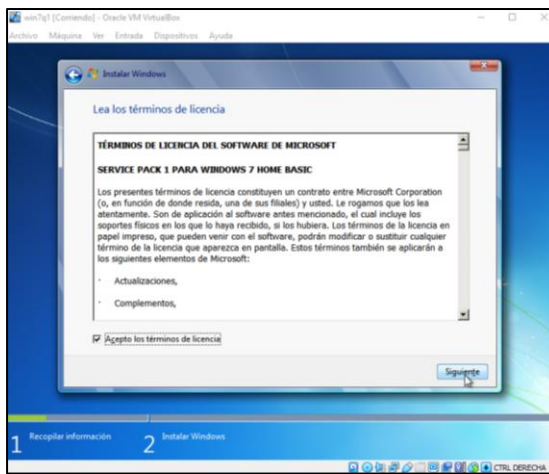 win7q1 [Corriendo] - Oracle VM VirtualBox
Archivo Máquina Ver Entrada Dispositivos Ayuda
Instalar Windows
Lea los términos de licencia
TÉRMINOS DE LICENCIA DEL SOFTWARE DE MICROSOFT
SERVICE PACK 1 PARA WINDOWS 7 HOME BASIC
Los presentes términos de licencia constituyen un contrato entre Microsoft Corporation
(o, en función de donde resida, una de sus filiales) y usted. Le rogamos que los lea
atentamente. Son de aplicación al software antes mencionado, el cual incluye los
soportes físicos en los que lo haya recibido, si los hubiera. Los términos de la licencia en
papel impreso, que pueden venir con el software, podrán modificar o sustituir cualquier
término de la licencia que aparezca en pantalla. Estos términos también se aplicarán a
los siguientes elementos de Microsoft:
· Actualizaciones,
· Complementos,
Acepto los términos de licencia
Siguiente
1 Recopilar información 2 Instalar Windows
CTRL DERECHA